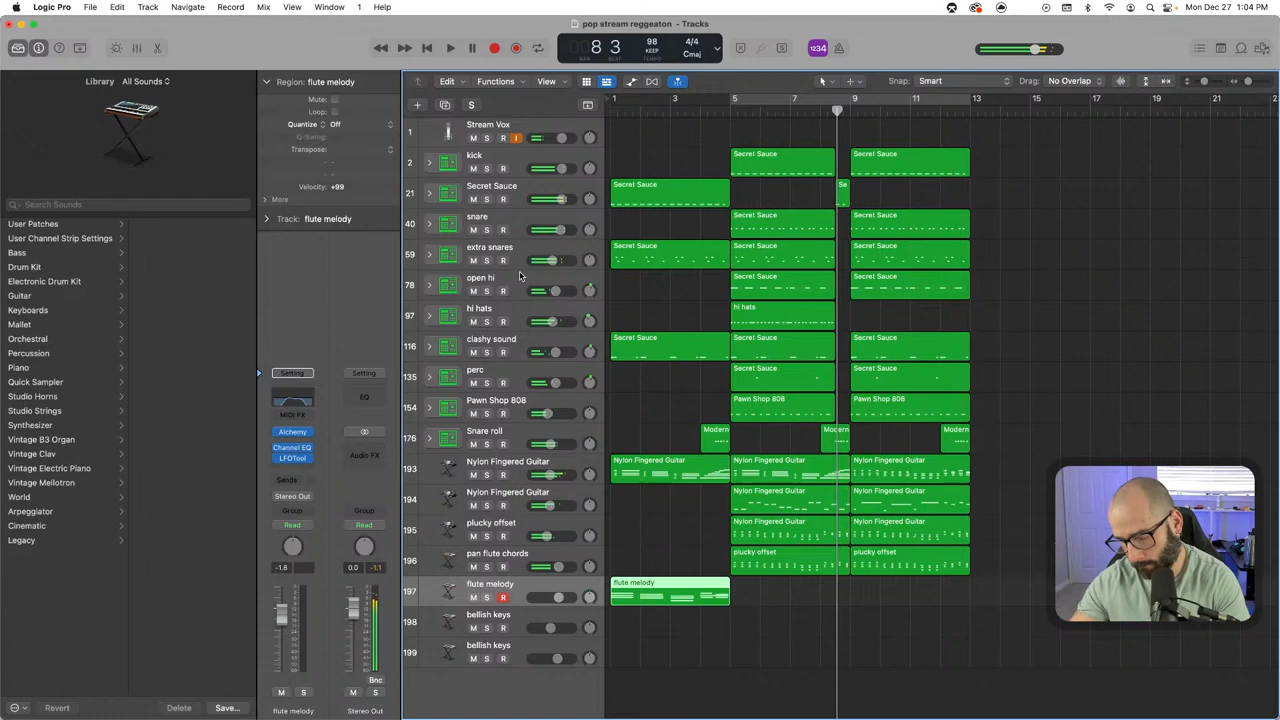 Logic Pro File Edit Track Navigate Record Mix View Window 1 Help Mon Dec 27 1:04 PM
pop stream reggeaton - Tracks
8 3 98 4/4
BAR BEAT KEEP TEMPO Cmaj
1234
Library All Sounds
Region: flute melody
Edit Functions View Snap: Smart Drag: No Overlap
Mute:
Loop:
Quantize Off
Q-Swing:
Transpose:
Velocity: +99
More
Track: flute melody
Search Sounds
User Patches
User Channel Strip Settings
Bass
Drum Kit
Electronic Drum Kit
Guitar
Keyboards
Mallet
Orchestral
Percussion
Piano
Quick Sampler
Studio Horns
Studio Strings
Synthesizer
Vintage B3 Organ
Vintage Clav
Vintage Electric Piano
Vintage Mellotron
World
Arpeggiator
Cinematic
Legacy
Revert Delete Save...
Setting Setting
EQ
MIDI FX
Alchemy
Channel EQ
LFOTool
Audio FX
Sends
Stereo Out
Group Group
Read Read
-1.8 0.0 -1.1
Bnc
M S M S
flute melody Stereo Out
S
1 3 5 7 9 11 13 15 17 19 21
1 Stream Vox
M S R I
2 kick Secret Sauce Secret Sauce
M S R
21 Secret Sauce Secret Sauce Se
M S R
40 snare Secret Sauce Secret Sauce
M S R
59 extra snares Secret Sauce Secret Sauce Secret Sauce
M S R
78 open hi Secret Sauce Secret Sauce
M S R
97 hi hats hi hats
M S R
116 clashy sound Secret Sauce Secret Sauce Secret Sauce
M S R
135 perc Secret Sauce Secret Sauce
M S R
154 Pawn Shop 808 Pawn Shop 808 Pawn Shop 808
M S R
176 Snare roll Modern Modern Modern
M S R
193 Nylon Fingered Guitar Nylon Fingered Guitar Nylon Fingered Guitar Nylon Fingered Guitar
M S R
194 Nylon Fingered Guitar Nylon Fingered Guitar Nylon Fingered Guitar
M S R
195 plucky offset Nylon Fingered Guitar Nylon Fingered Guitar
M S R
196 pan flute chords plucky offset plucky offset
M S R
197 flute melody flute melody
M S R
198 bellish keys
M S R
199 bellish keys
M S R